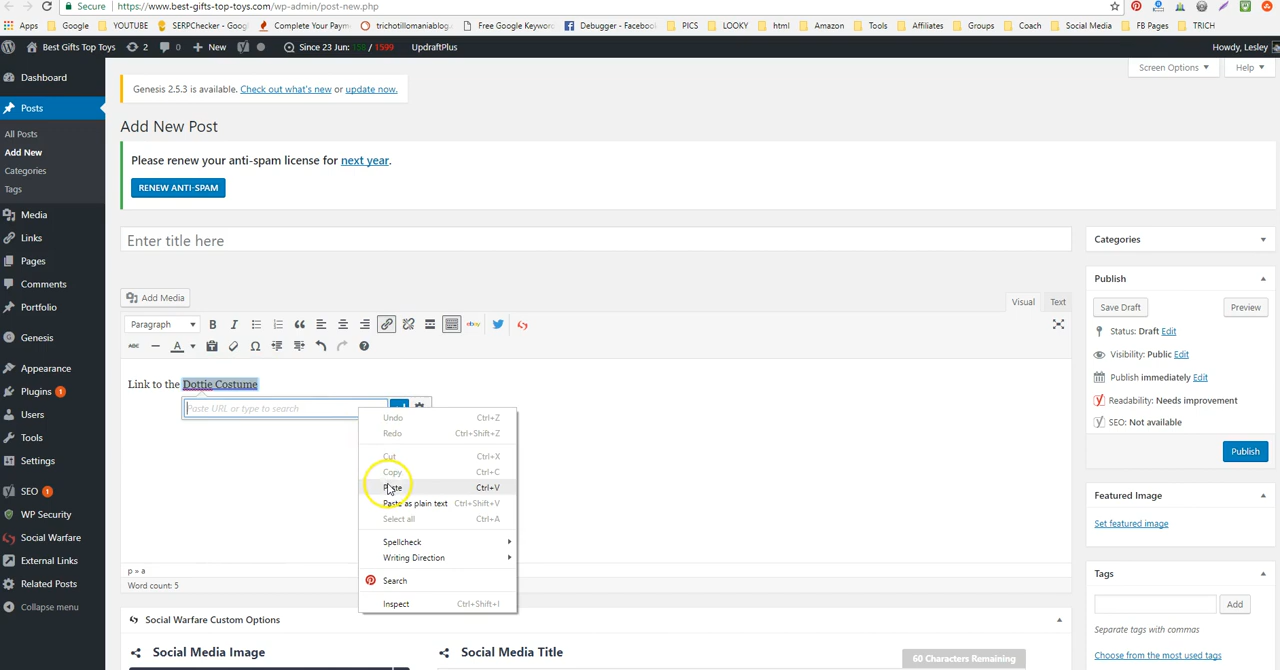 Secure https://www.best-gifts-top-toys.com/wp-admin/post-new.php
Apps Google YOUTUBE SERPChecker - Goog Complete Your Paym trichotillomaniablog. Free Google Keyword Debugger - Facebook PICS LOOKY html Amazon Tools Affiliates Groups Coach Social Media FB Pages TRICH
Best Gifts Top Toys 2 0 New Since 23 Jun: / 1599 UpdraftPlus Howdy, Lesley
Screen Options Help
Dashboard
Posts
All Posts
Add New
Categories
Tags
Media
Links
Pages
Comments
Portfolio
Genesis
Appearance
Plugins 1
Users
Tools
Settings
SEO 1
WP Security
Social Warfare
External Links
Related Posts
Collapse menu
Genesis 2.5.3 is available. Check out what's new or update now.
Add New Post
Please renew your anti-spam license for next year.
RENEW ANTI-SPAM
Enter title here
Add Media
Visual Text
Paragraph B I ebay
ABC A
Link to the Dottie Costume
Paste URL or type to search
Undo Ctrl+Z
Redo Ctrl+Shift+Z
Cut Ctrl+X
Copy Ctrl+C
Paste Ctrl+V
Paste as plain text Ctrl+Shift+V
Select all Ctrl+A
Spellcheck
Writing Direction
Search
Inspect Ctrl+Shift+I
p » a
Word count: 5
Social Warfare Custom Options
Social Media Image
Social Media Title
60 Characters Remaining
Categories
Publish
Save Draft Preview
Status: Draft Edit
Visibility: Public Edit
Publish immediately Edit
Readability: Needs improvement
SEO: Not available
Publish
Featured Image
Set featured image
Tags
Add
Separate tags with commas
Choose from the most used tags